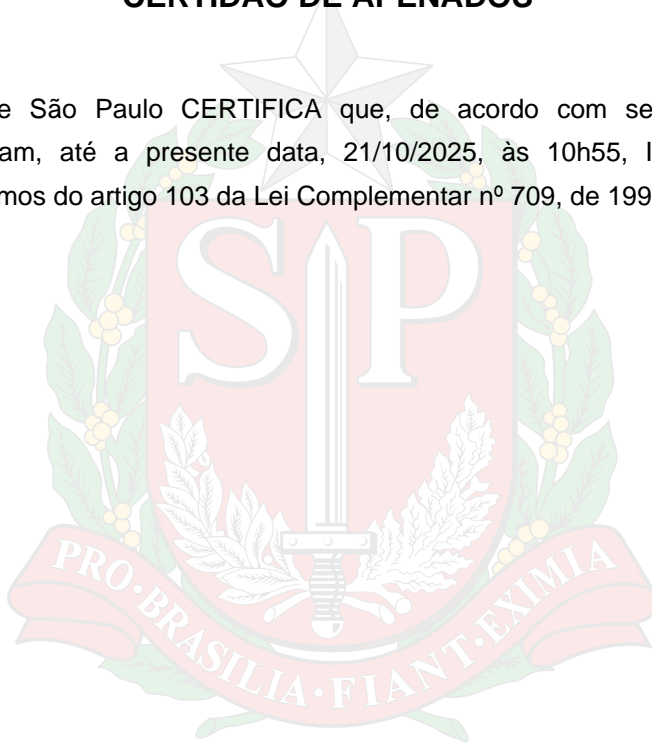 CERTIDÃO DE APENADOS
e São Paulo CERTIFICA que, de acordo com se
am, até a presente data, 21/10/2025, às 10h55, I
mos do artigo 103 da Lei Complementar nº 709, de 199
SP
PRO·BRASILIA·FIANT·EXIMIA